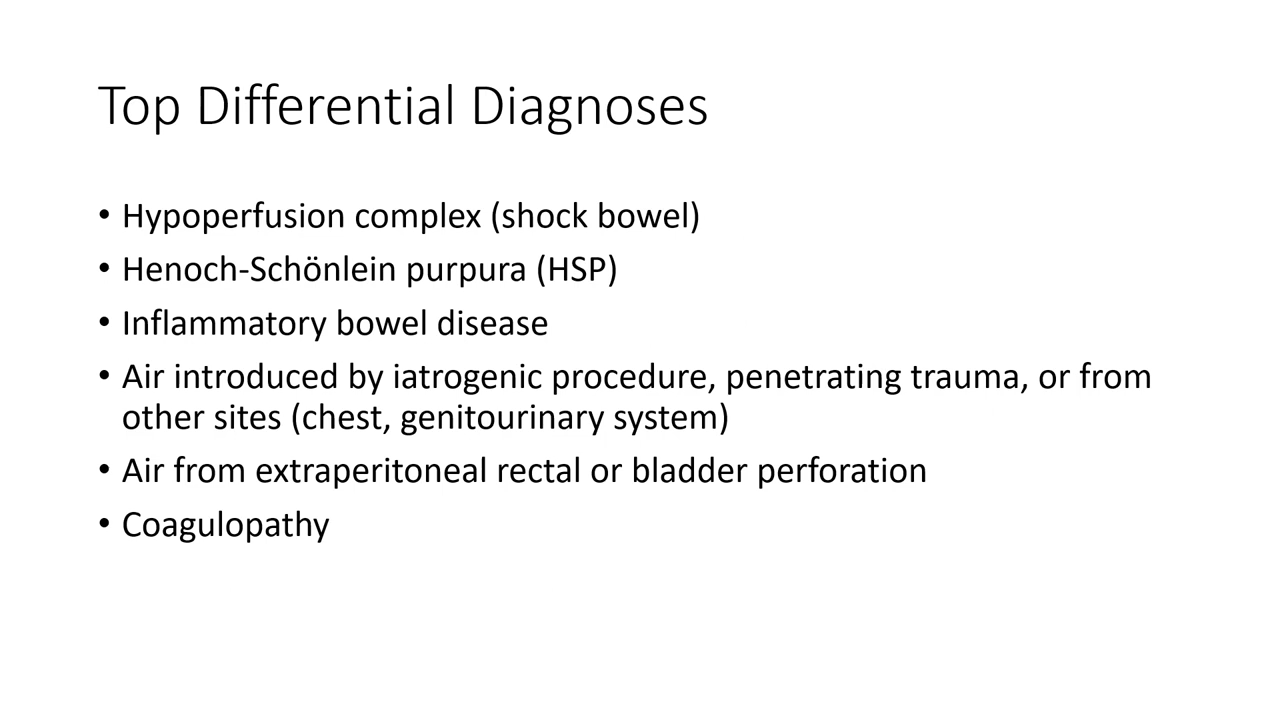 Top Differential Diagnoses
• Hypoperfusion complex (shock bowel)
• Henoch-Schönlein purpura (HSP)
• Inflammatory bowel disease
• Air introduced by iatrogenic procedure, penetrating trauma, or from
other sites (chest, genitourinary system)
• Air from extraperitoneal rectal or bladder perforation
• Coagulopathy